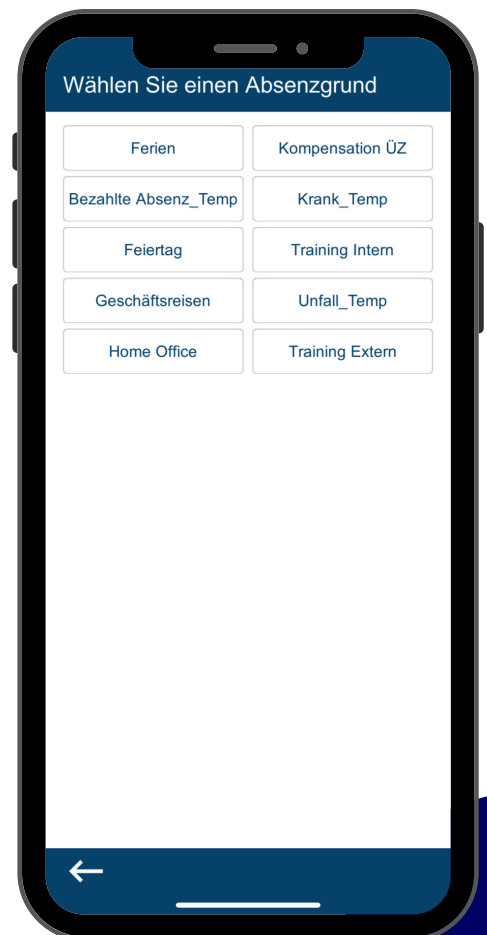 Wählen Sie einen Absenzgrund
Ferien
Kompensation ÜZ
Bezahlte Absenz_Temp
Krank_Temp
Feiertag
Training Intern
Geschäftsreisen
Unfall_Temp
Home Office
Training Extern